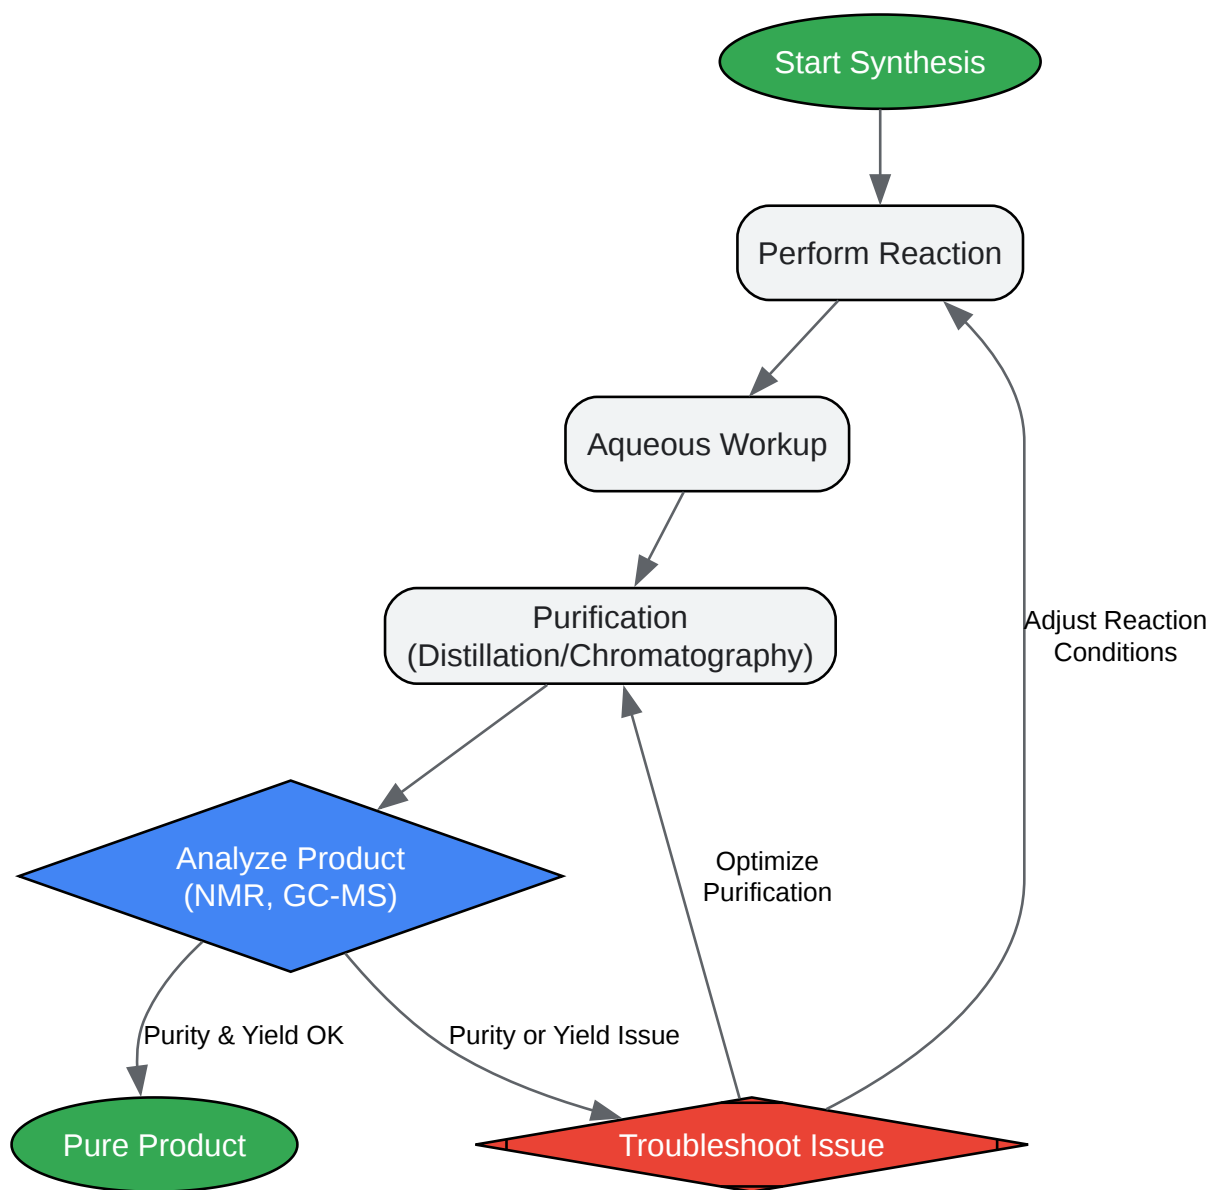 Start Synthesis
Perform Reaction
Aqueous Workup
Purification
(Distillation/Chromatography)
Adjust Reaction
Conditions
Analyze Product
(NMR, GC-MS)
Optimize
Purification
Purity & Yield OK
Purity or Yield Issue
Pure Product
Troubleshoot Issue